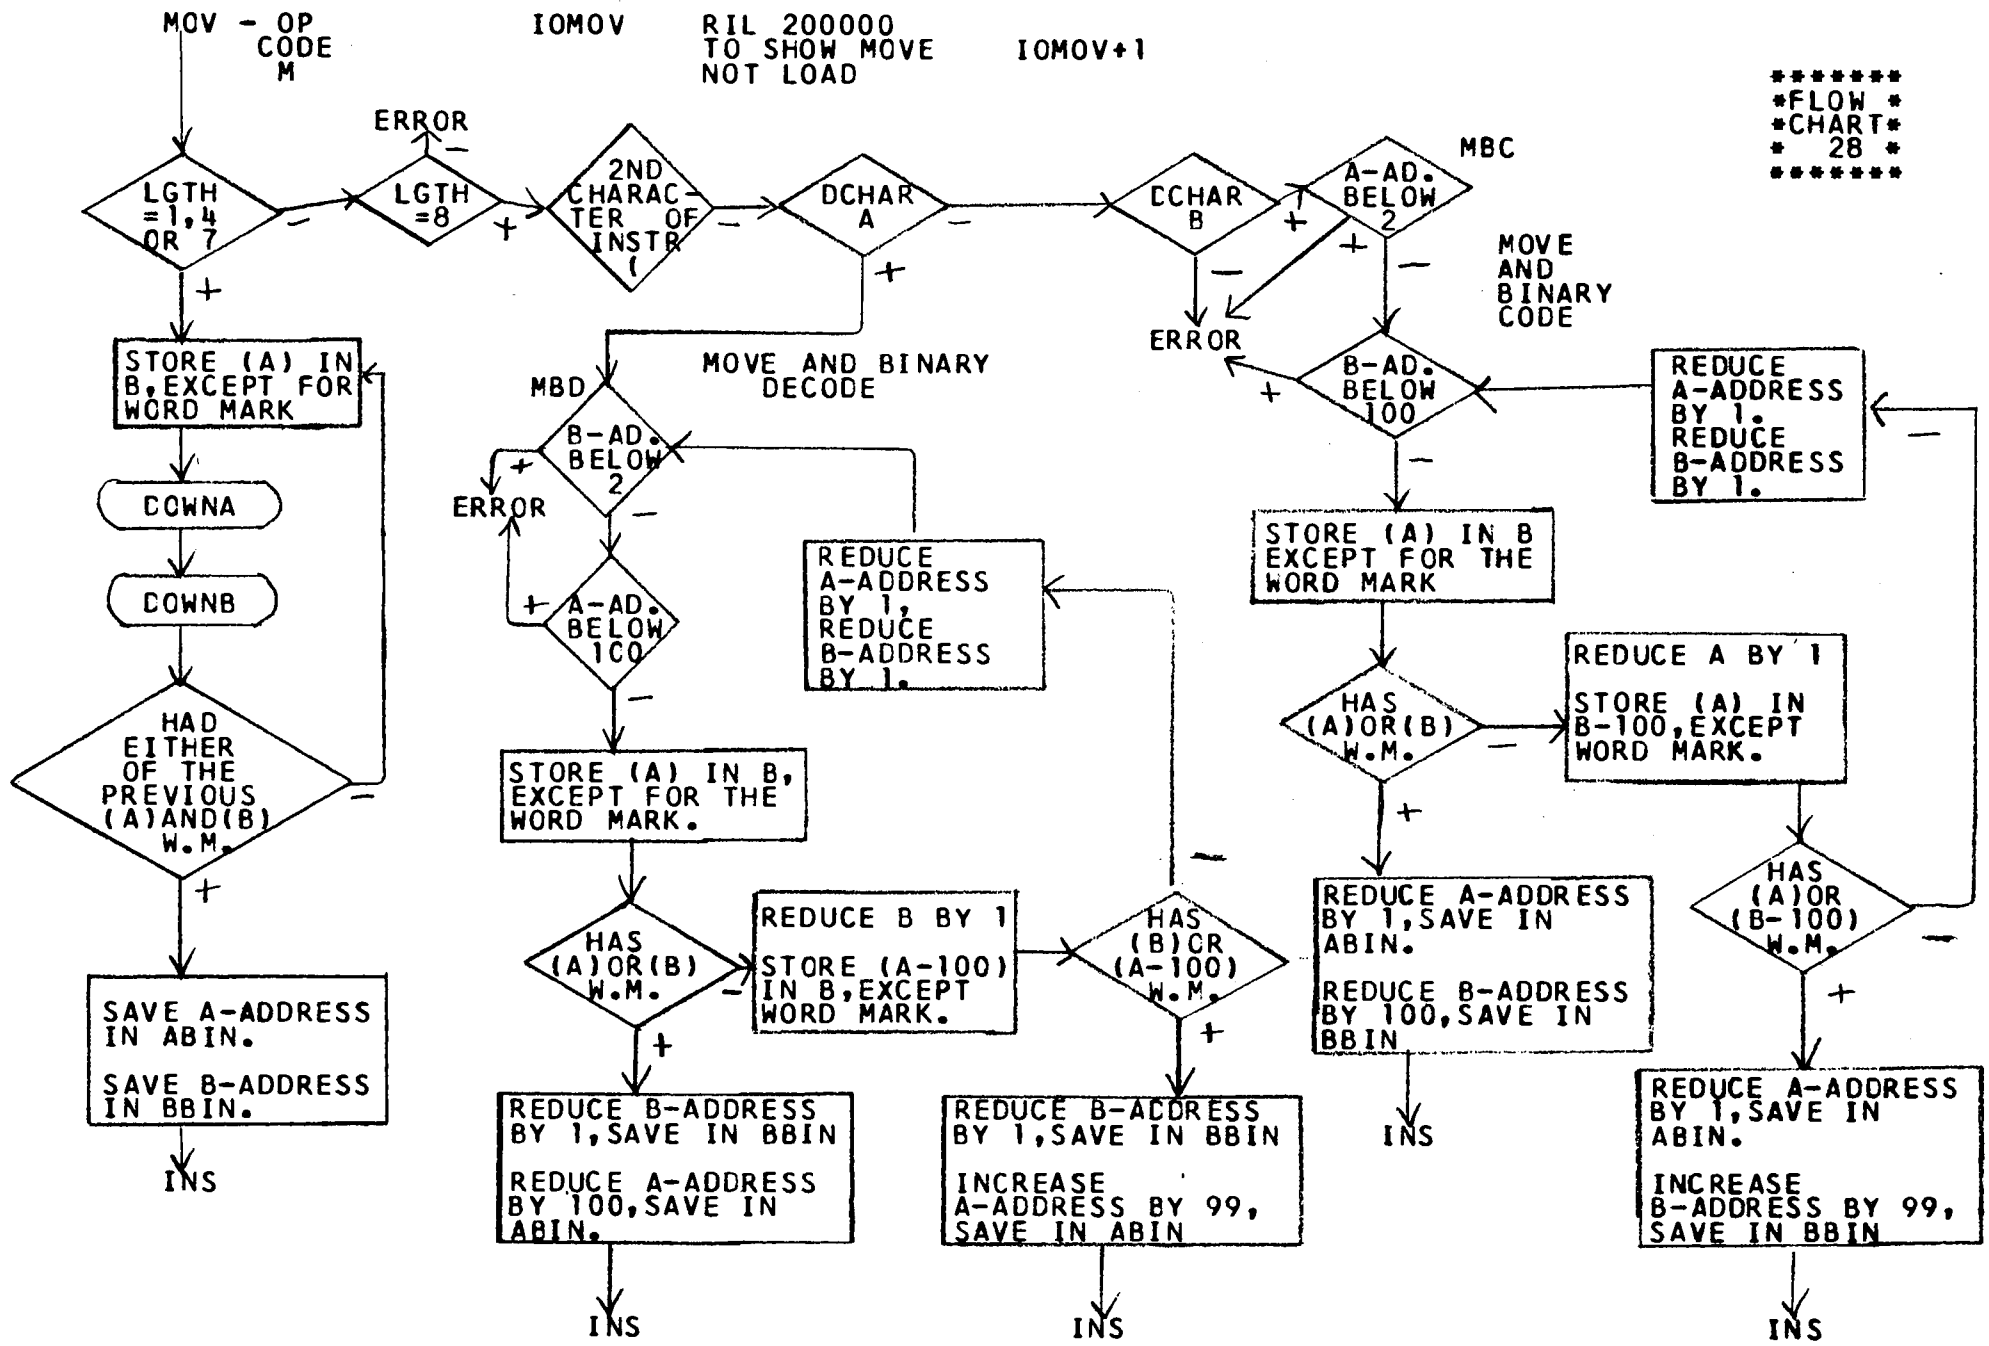 MOV - OP
CODE
M
IOMOV
RIL 200000
TO SHOW MOVE
NOT LOAD
IOMOV+1
*******
*FLOW *
*CHART*
* 28 *
*******
LGTH
=1,4
OR 7
-
+
ERROR
-
LGTH
=8
+
2ND
CHARAC-
TER OF
INSTR
(
-
DCHAR
A
-
+
DCHAR
B
+
-
A-AD.
BELOW
2
+
-
MBC
MOVE
AND
BINARY
CODE
ERROR
B-AD.
BELOW
100
+
-
REDUCE
A-ADDRESS
BY 1.
REDUCE
B-ADDRESS
BY 1.
-
STORE (A) IN
B,EXCEPT FOR
WORD MARK
DOWNA
DOWNB
HAD
EITHER
OF THE
PREVIOUS
(A)AND(B)
W.M.
-
+
SAVE A-ADDRESS
IN ABIN.
SAVE B-ADDRESS
IN BBIN.
INS
MOVE AND BINARY
DECODE
MBD
B-AD.
BELOW
2
+
-
ERROR
A-AD.
BELOW
100
+
-
REDUCE
A-ADDRESS
BY 1,
REDUCE
B-ADDRESS
BY 1.
STORE (A) IN B,
EXCEPT FOR THE
WORD MARK.
HAS
(A)OR(B)
W.M.
-
+
REDUCE B BY 1
STORE (A-100)
IN B,EXCEPT
WORD MARK.
HAS
(B)OR
(A-100)
W.M.
-
+
REDUCE B-ADDRESS
BY 1,SAVE IN BBIN
REDUCE A-ADDRESS
BY 100,SAVE IN
ABIN.
INS
REDUCE B-ADDRESS
BY 1,SAVE IN BBIN
INCREASE
A-ADDRESS BY 99,
SAVE IN ABIN
INS
STORE (A) IN B
EXCEPT FOR THE
WORD MARK
HAS
(A)OR(B)
W.M.
-
+
REDUCE A BY 1
STORE (A) IN
B-100,EXCEPT
WORD MARK.
HAS
(A)OR
(B-100)
W.M.
-
+
REDUCE A-ADDRESS
BY 1,SAVE IN
ABIN.
REDUCE B-ADDRESS
BY 100,SAVE IN
BBIN
INS
REDUCE A-ADDRESS
BY 1,SAVE IN
ABIN.
INCREASE
B-ADDRESS BY 99,
SAVE IN BBIN
INS